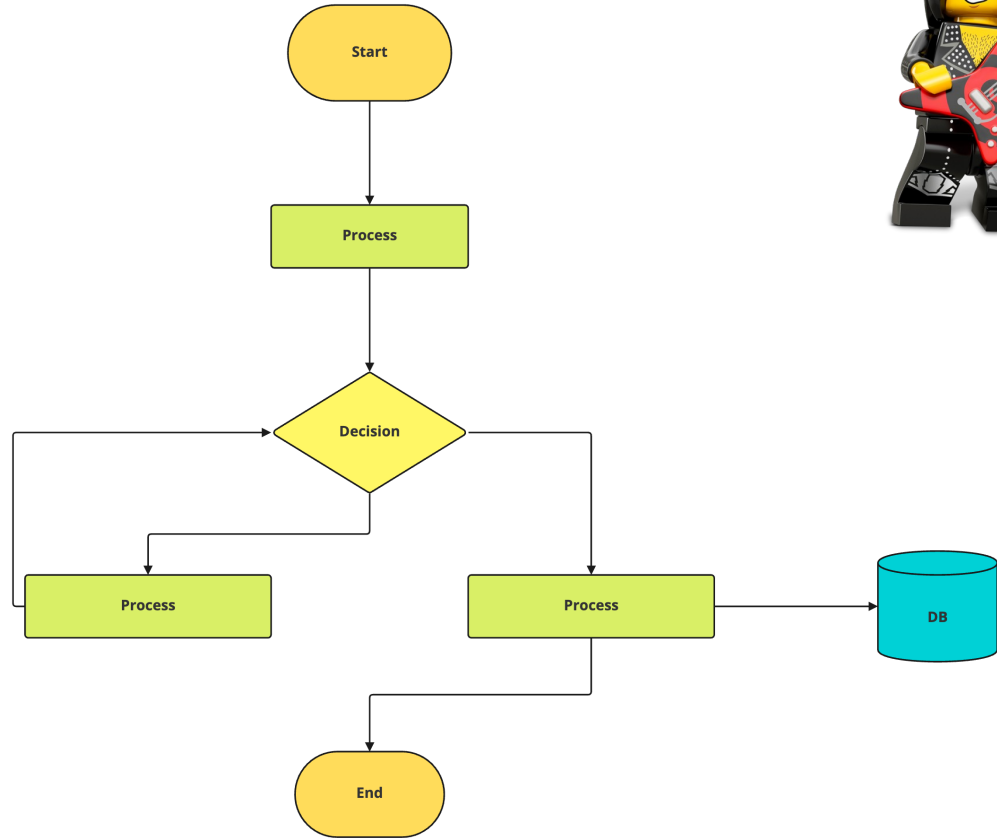 Start
Process
Decision
Process
Process
DB
End